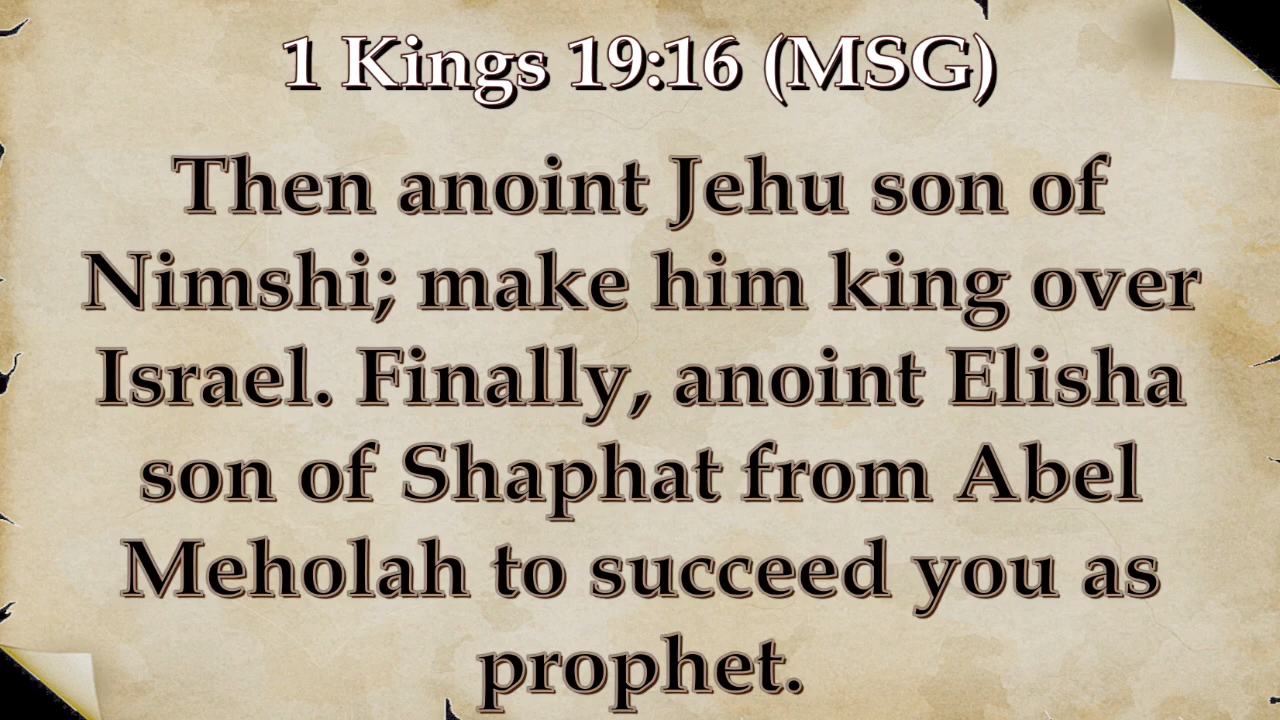 1 Kings 19:16 (MSG)
Then anoint Jehu son of
Nimshi; make him king over
Israel. Finally, anoint Elisha
son of Shaphat from Abel
Meholah to succeed you as
prophet.